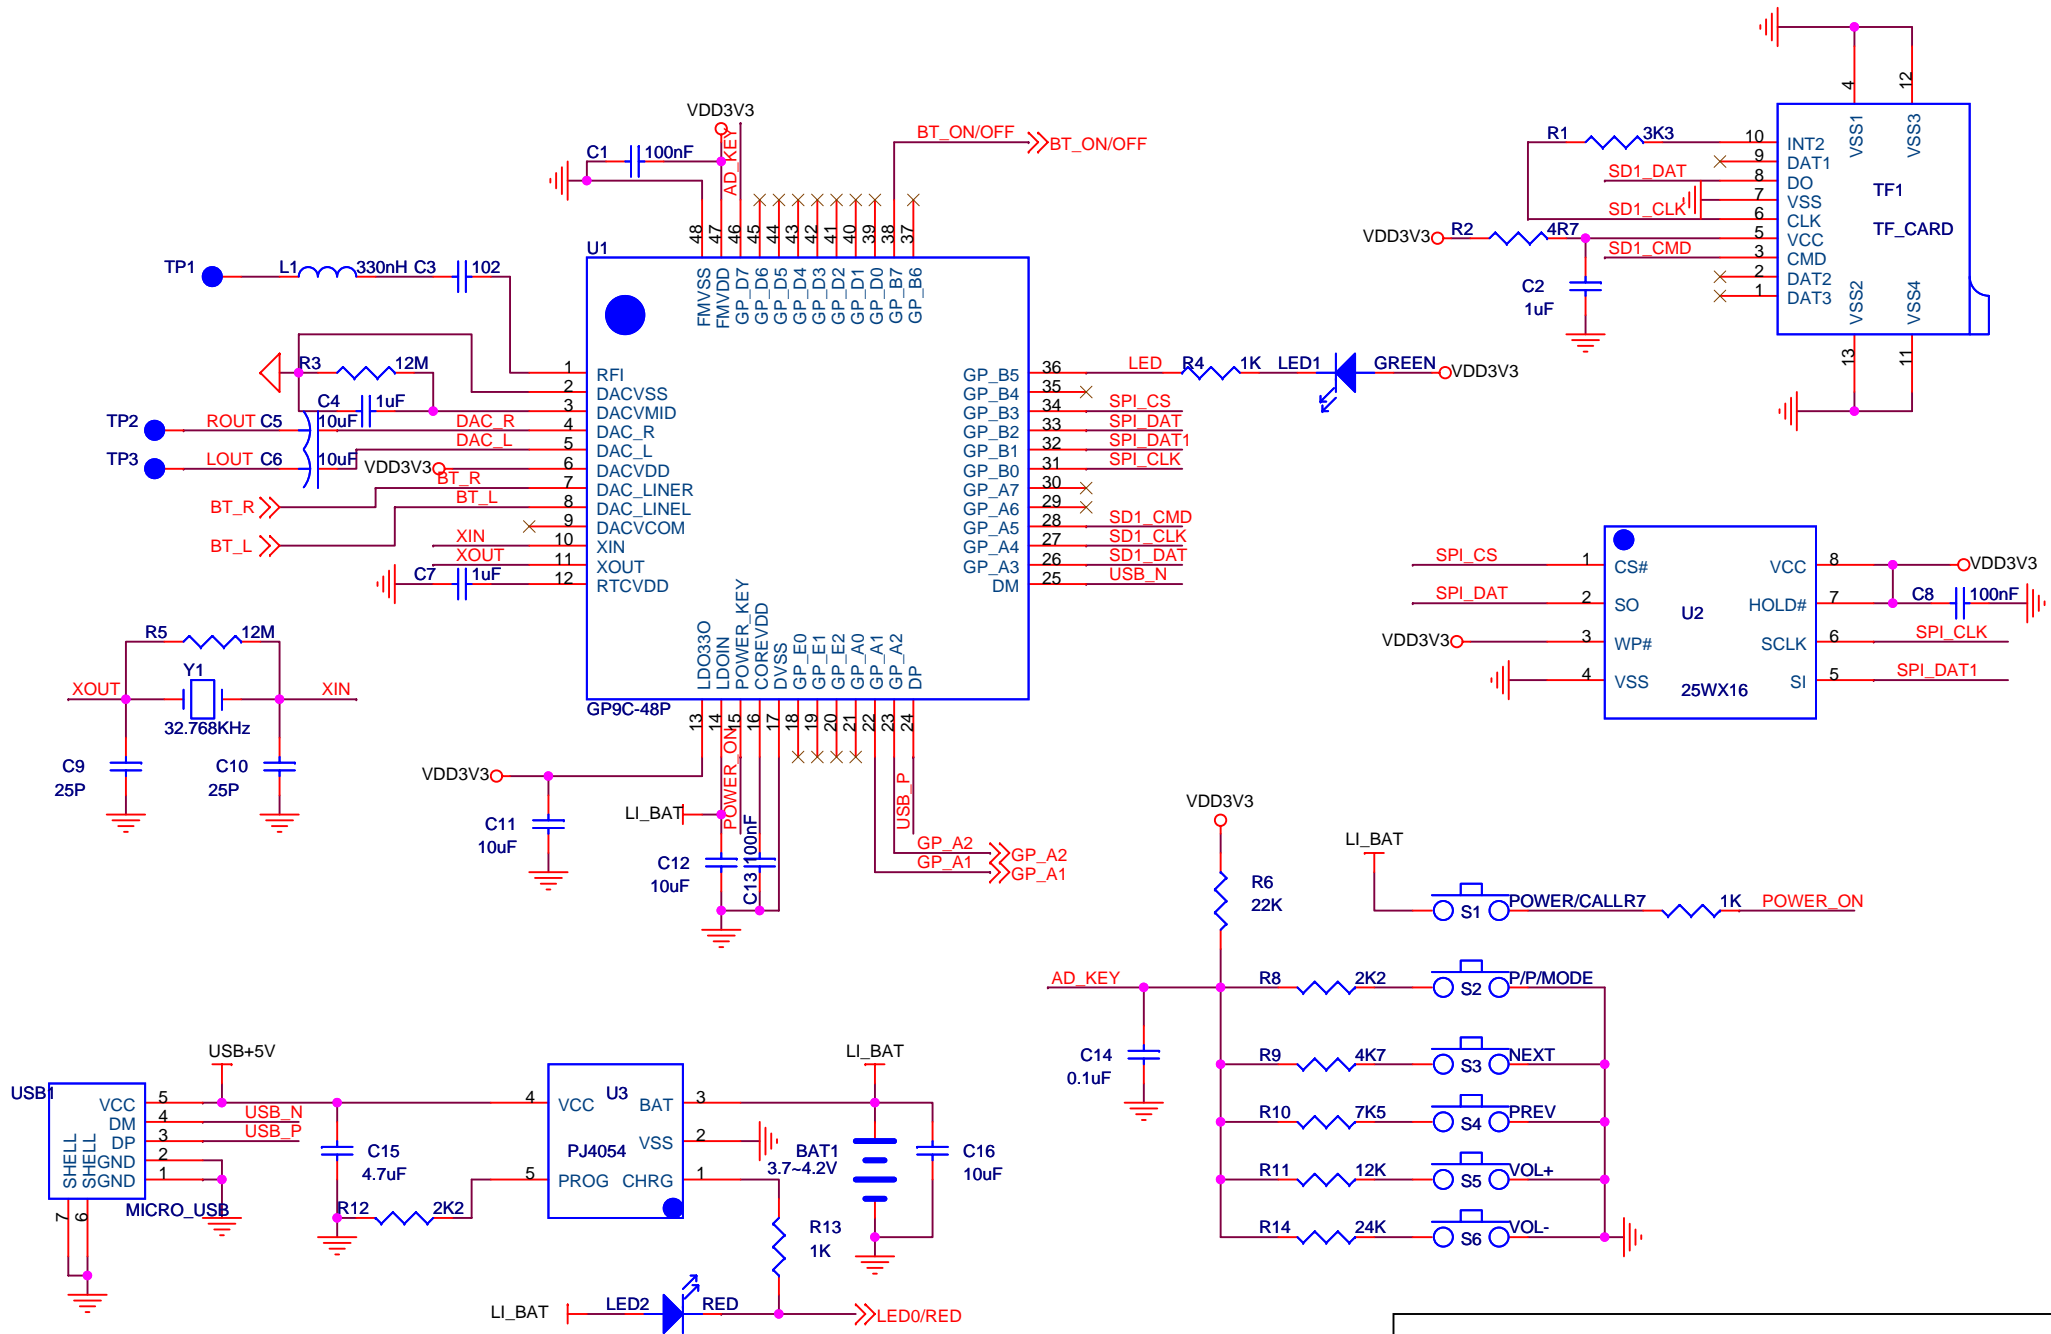 VDD3V3
C1 100nF
AD_KEY
BT_ON/OFF
BT_ON/OFF
48 47 46 45 44 43 42 41 40 39 38 37
U1
FMVSS FMVDD GP_D7 GP_D6 GP_D5 GP_D4 GP_D3 GP_D2 GP_D1 GP_D0 GP_B7 GP_B6
TP1 L1 330nH C3 102
R3 12M
C4 1uF
TP2 ROUT C5 10uF DAC_R
TP3 LOUT C6 10uF DAC_L
VDD3V3
BT_R BT_R
BT_L BT_L
XIN
XOUT
C7 1uF
1 RFI
2 DACVSS
3 DACVMID
4 DAC_R
5 DAC_L
6 DACVDD
7 DAC_LINER
8 DAC_LINEL
9 DACVCOM
10 XIN
11 XOUT
12 RTCVDD
GP_B5 36 LED R4 1K LED1 GREEN VDD3V3
GP_B4 35
GP_B3 34 SPI_CS
GP_B2 33 SPI_DAT
GP_B1 32 SPI_DAT1
GP_B0 31 SPI_CLK
GP_A7 30
GP_A6 29
GP_A5 28 SD1_CMD
GP_A4 27 SD1_CLK
GP_A3 26 SD1_DAT
DM 25 USB_N
LDO33O LDOIN POWER_KEY COREVDD DVSS GP_E0 GP_E1 GP_E2 GP_A0 GP_A1 GP_A2 DP
GP9C-48P
13 14 15 16 17 18 19 20 21 22 23 24
VDD3V3
C11
10uF
LI_BAT
POWER_ON
C12
10uF
C13 100nF
USB_P
GP_A2 GP_A2
GP_A1 GP_A1
R5 12M
Y1
XOUT XIN
32.768KHz
C9
25P
C10
25P
4 12
VSS1 VSS3
R1 3K3 10 INT2
9 DAT1
SD1_DAT 8 DO
7 VSS
SD1_CLK 6 CLK
VDD3V3 R2 4R7 5 VCC
SD1_CMD 3 CMD
2 DAT2
1 DAT3
C2
1uF
TF1
TF_CARD
VSS2 VSS4
13 11
SPI_CS 1 CS#
SPI_DAT 2 SO
VDD3V3 3 WP#
4 VSS
U2
25WX16
VCC 8 VDD3V3
HOLD# 7 C8 100nF
SCLK 6 SPI_CLK
SI 5 SPI_DAT1
VDD3V3
R6
22K
LI_BAT
S1 POWER/CALL R7 1K POWER_ON
AD_KEY
C14
0.1uF
R8 2K2 S2 P/P/MODE
R9 4K7 S3 NEXT
R10 7K5 S4 PREV
R11 12K S5 VOL+
R14 24K S6 VOL-
USB+5V
USB1
VCC 5
DM 4 USB_N
DP 3 USB_P
GND 2
SGND 1
SHELL SHELL
MICRO_USB
7 6
C15
4.7uF
R12 2K2
4 VCC U3 BAT 3
VSS 2
PJ4054
5 PROG CHRG 1
LI_BAT
BAT1
3.7~4.2V
C16
10uF
R13
1K
LI_BAT LED2 RED LED0/RED